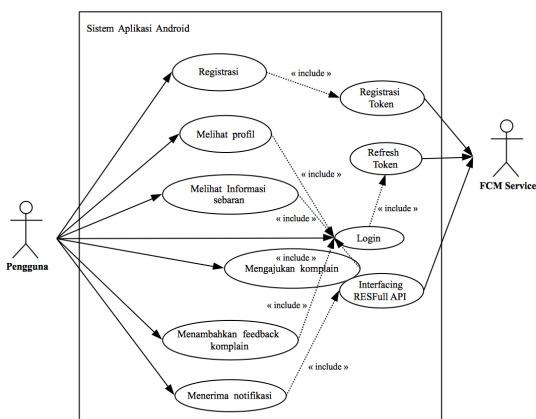 Sistem Aplikasi Android
Registrasi
« include »
Registrasi
Token
Melihat profil
Refresh
Token
FCM Service
« include »
Melihat Informasi
sebaran
« include »
« include »
Pengguna
Login
« include »
Mengajukan komplain
Interfacing
RESFull API
« include »
Menambahkan feedback
komplain
« include »
Menerima notifikasi